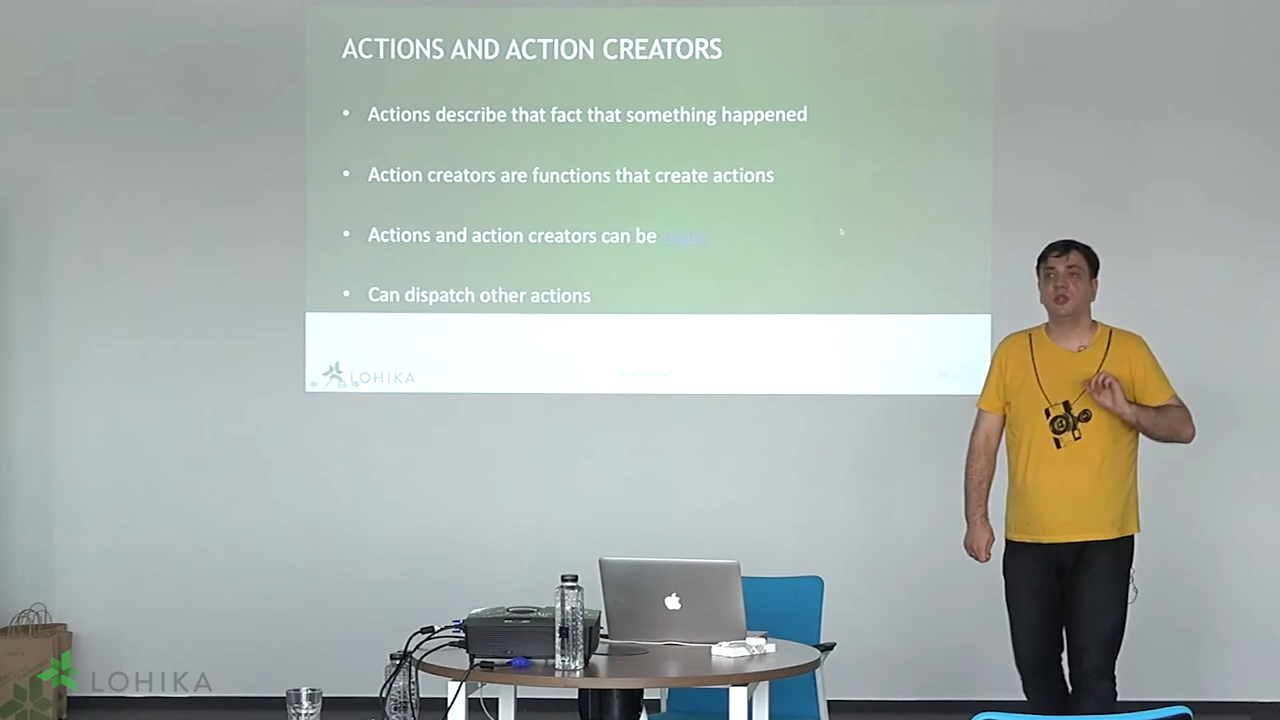 ACTIONS AND ACTION CREATORS
• Actions describe that fact that something happened
• Action creators are functions that create actions
• Actions and action creators can be
• Can dispatch other actions
LOHIKA
LOHIKA